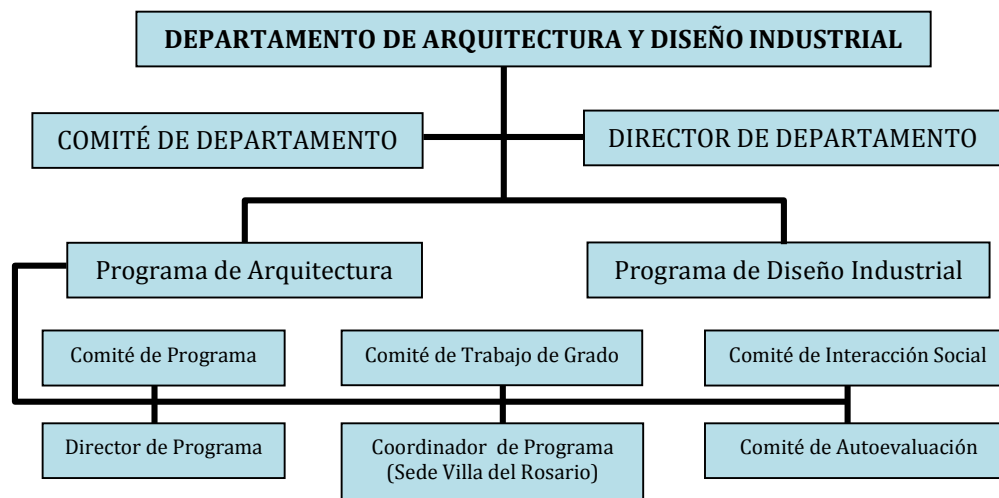 DEPARTAMENTO DE ARQUITECTURA Y DISEÑO INDUSTRIAL
COMITÉ DE DEPARTAMENTO
DIRECTOR DE DEPARTAMENTO
Programa de Arquitectura
Programa de Diseño Industrial
Comité de Programa
Comité de Trabajo de Grado
Comité de Interacción Social
Director de Programa
Coordinador de Programa
(Sede Villa del Rosario)
Comité de Autoevaluación